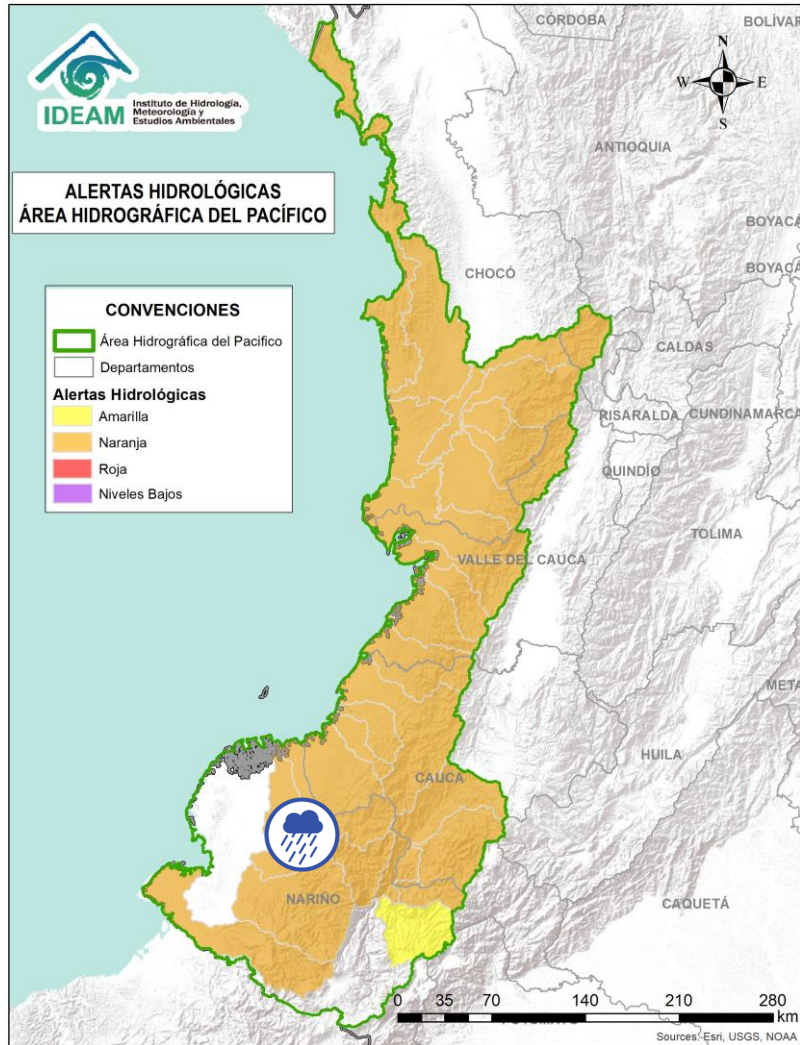 IDEAM
Instituto de Hidrología,
Meteorología y
Estudios Ambientales
ALERTAS HIDROLÓGICAS
ÁREA HIDROGRÁFICA DEL PACÍFICO
CONVENCIONES
Área Hidrográfica del Pacifico
Departamentos
Alertas Hidrológicas
Amarilla
Naranja
Roja
Niveles Bajos
N
W
E
S
CÓRDOBA
BOLÍVAR
ANTIOQUIA
BOYACÁ
BOYACÁ
CHOCÓ
CALDAS
RISARALDA
CUNDINAMARCA
QUINDÍO
TOLIMA
VALLE DEL CAUCA
META
HUILA
CAUCA
NARIÑO
CAQUETÁ
0 35 70 140 210 280
km
Sources: Esri, USGS, NOAA